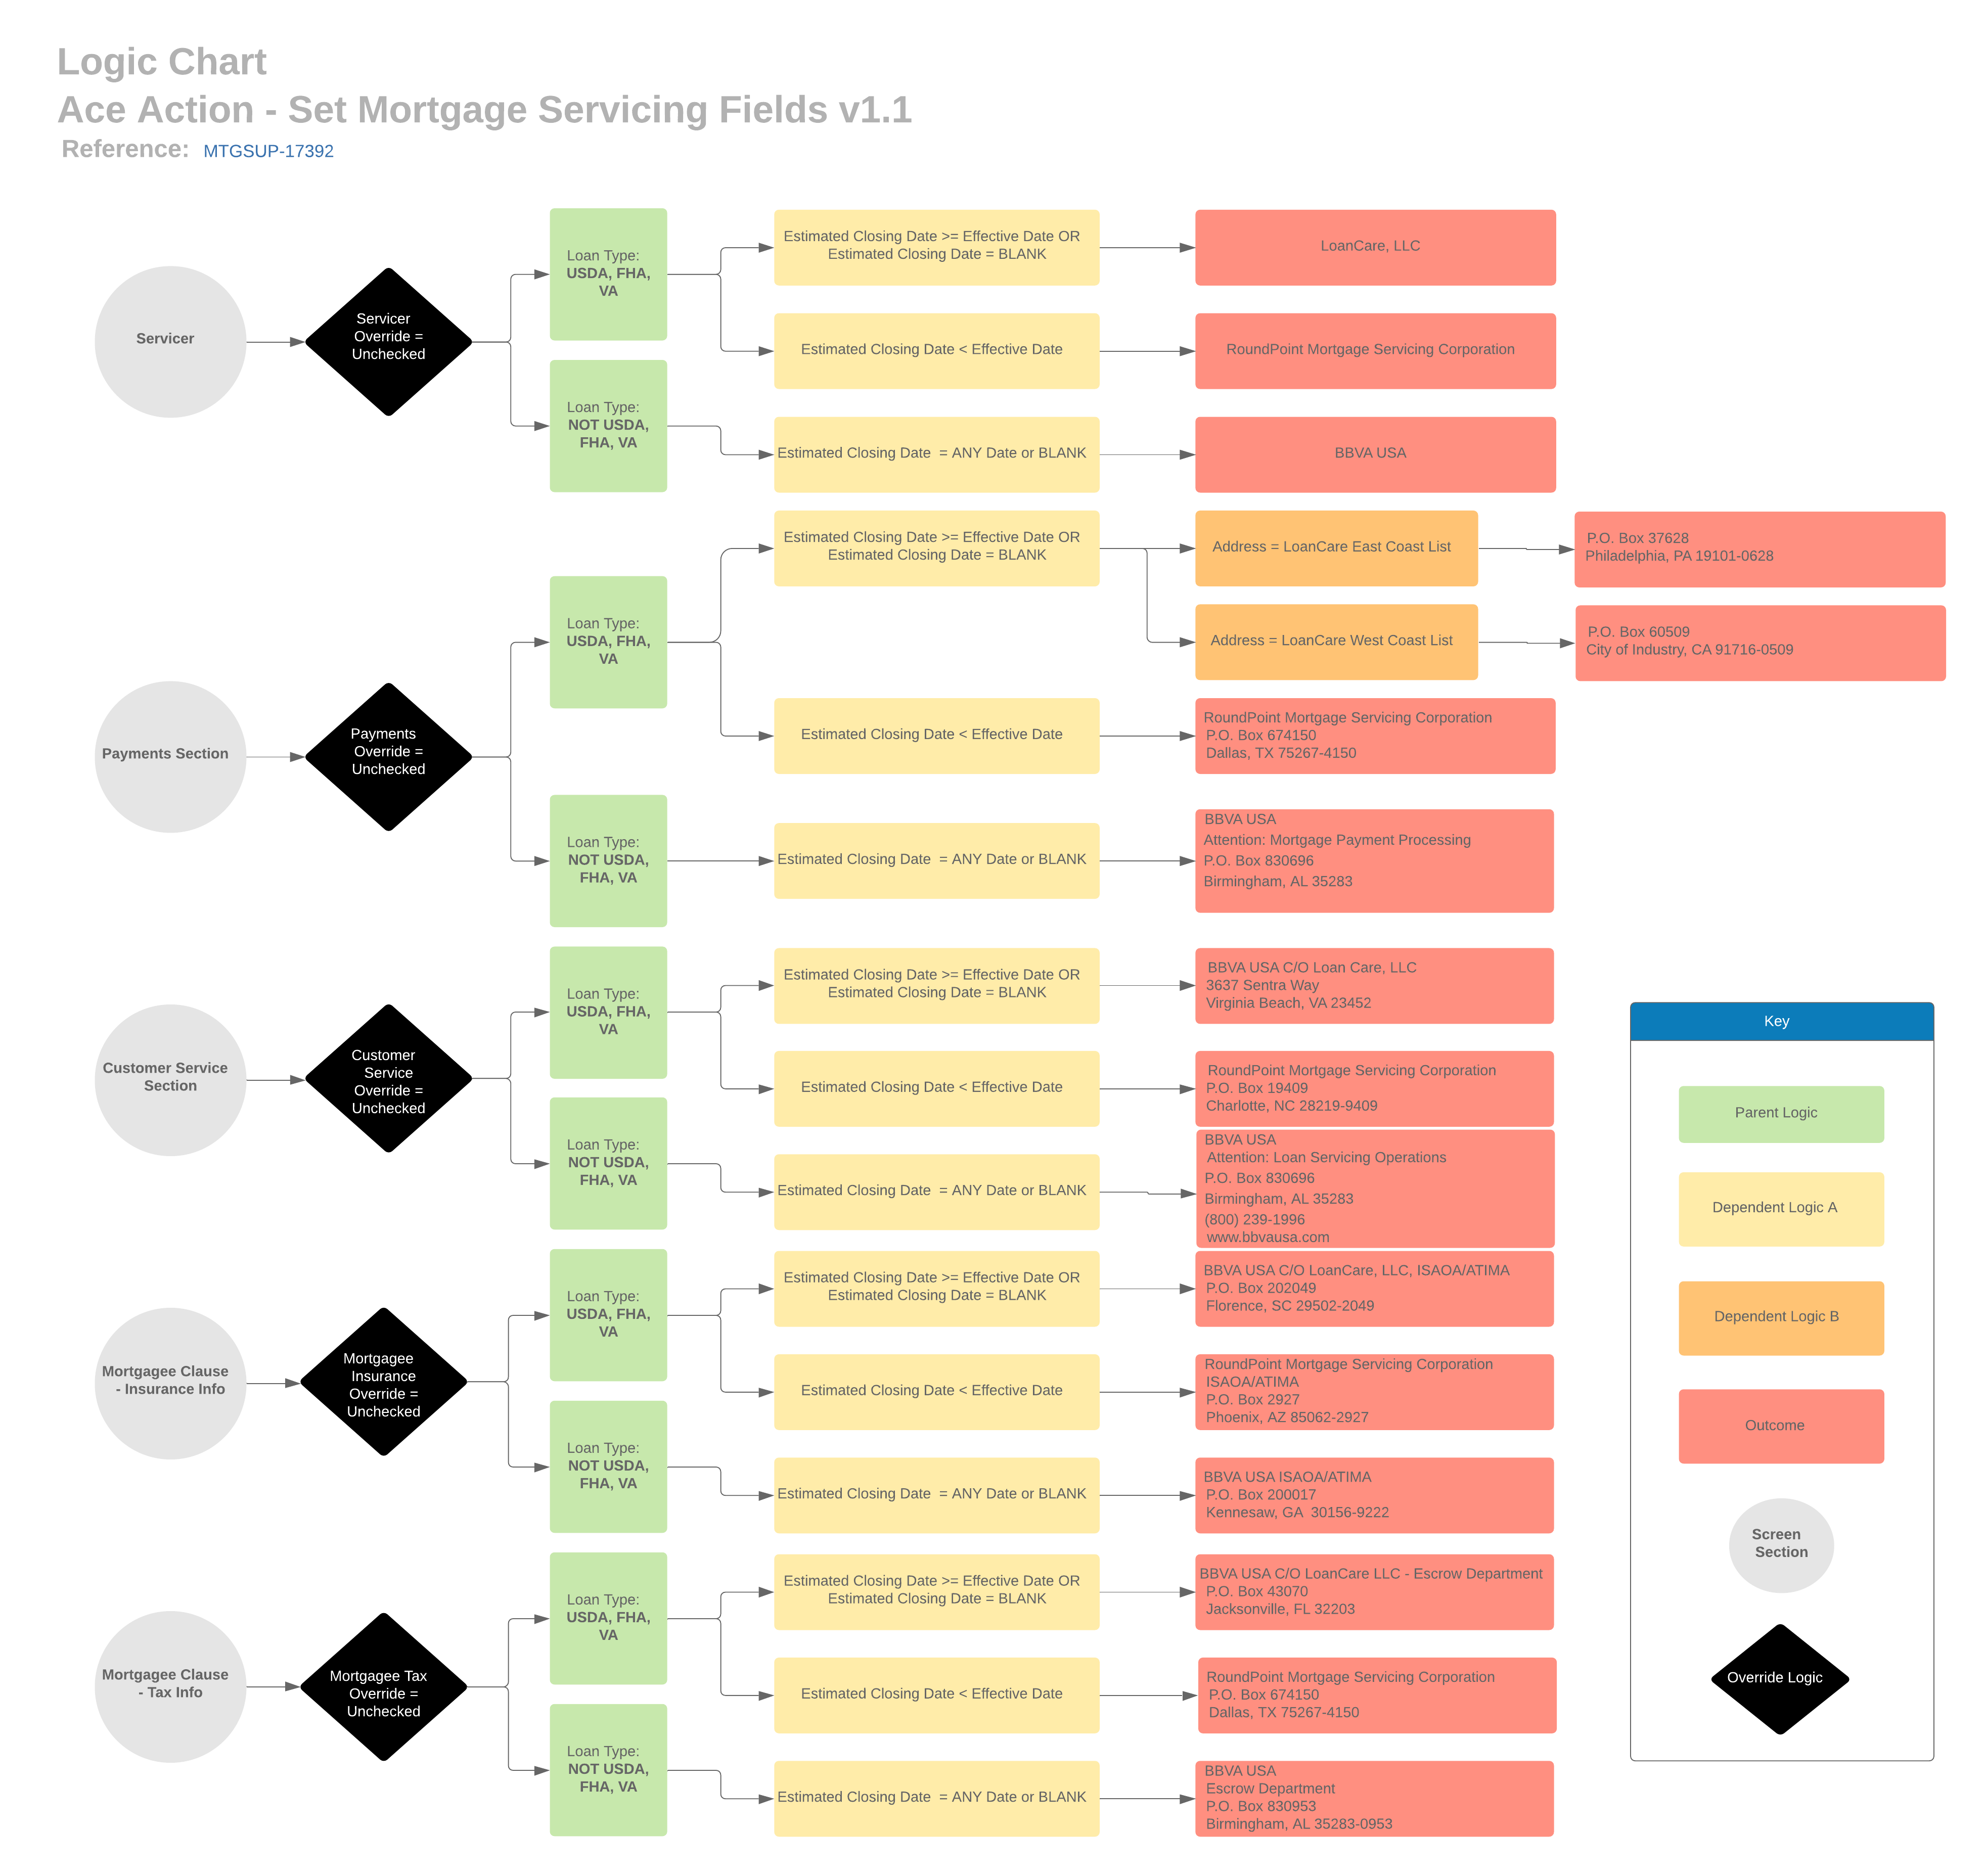 Logic Chart
Ace Action - Set Mortgage Servicing Fields v1.1
Reference: MTGSUP-17392
Servicer
Servicer
Override =
Unchecked
Loan Type:
USDA, FHA,
VA
Estimated Closing Date >= Effective Date OR
Estimated Closing Date = BLANK
LoanCare, LLC
Estimated Closing Date < Effective Date
RoundPoint Mortgage Servicing Corporation
Loan Type:
NOT USDA,
FHA, VA
Estimated Closing Date = ANY Date or BLANK
BBVA USA
Payments Section
Payments
Override =
Unchecked
Loan Type:
USDA, FHA,
VA
Estimated Closing Date >= Effective Date OR
Estimated Closing Date = BLANK
Address = LoanCare East Coast List
P.O. Box 37628
Philadelphia, PA 19101-0628
Address = LoanCare West Coast List
P.O. Box 60509
City of Industry, CA 91716-0509
Estimated Closing Date < Effective Date
RoundPoint Mortgage Servicing Corporation
P.O. Box 674150
Dallas, TX 75267-4150
Loan Type:
NOT USDA,
FHA, VA
Estimated Closing Date = ANY Date or BLANK
BBVA USA
Attention: Mortgage Payment Processing
P.O. Box 830696
Birmingham, AL 35283
Customer Service
Section
Customer
Service
Override =
Unchecked
Loan Type:
USDA, FHA,
VA
Estimated Closing Date >= Effective Date OR
Estimated Closing Date = BLANK
BBVA USA C/O Loan Care, LLC
3637 Sentra Way
Virginia Beach, VA 23452
Estimated Closing Date < Effective Date
RoundPoint Mortgage Servicing Corporation
P.O. Box 19409
Charlotte, NC 28219-9409
Loan Type:
NOT USDA,
FHA, VA
Estimated Closing Date = ANY Date or BLANK
BBVA USA
Attention: Loan Servicing Operations
P.O. Box 830696
Birmingham, AL 35283
(800) 239-1996
www.bbvausa.com
Mortgagee Clause
- Insurance Info
Mortgagee
Insurance
Override =
Unchecked
Loan Type:
USDA, FHA,
VA
Estimated Closing Date >= Effective Date OR
Estimated Closing Date = BLANK
BBVA USA C/O LoanCare, LLC, ISAOA/ATIMA
P.O. Box 202049
Florence, SC 29502-2049
Estimated Closing Date < Effective Date
RoundPoint Mortgage Servicing Corporation
ISAOA/ATIMA
P.O. Box 2927
Phoenix, AZ 85062-2927
Loan Type:
NOT USDA,
FHA, VA
Estimated Closing Date = ANY Date or BLANK
BBVA USA ISAOA/ATIMA
P.O. Box 200017
Kennesaw, GA 30156-9222
Mortgagee Clause
- Tax Info
Mortgagee Tax
Override =
Unchecked
Loan Type:
USDA, FHA,
VA
Estimated Closing Date >= Effective Date OR
Estimated Closing Date = BLANK
BBVA USA C/O LoanCare LLC - Escrow Department
P.O. Box 43070
Jacksonville, FL 32203
Estimated Closing Date < Effective Date
RoundPoint Mortgage Servicing Corporation
P.O. Box 674150
Dallas, TX 75267-4150
Loan Type:
NOT USDA,
FHA, VA
Estimated Closing Date = ANY Date or BLANK
BBVA USA
Escrow Department
P.O. Box 830953
Birmingham, AL 35283-0953
Key
Parent Logic
Dependent Logic A
Dependent Logic B
Outcome
Screen
Section
Override Logic